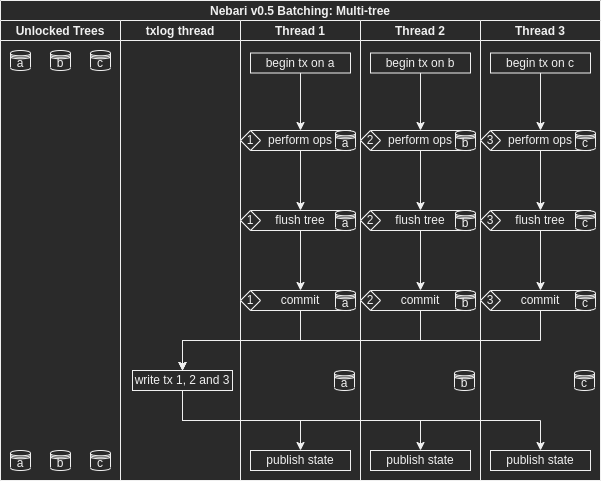 Nebari v0.5 Batching: Multi-tree
Unlocked Trees txlog thread Thread 1 Thread 2 Thread 3
a b c begin tx on a begin tx on b begin tx on c
1 perform ops a 2 perform ops b 3 perform ops c
1 flush tree a 2 flush tree b 3 flush tree c
1 commit a 2 commit b 3 commit c
write tx 1, 2 and 3 a b c
a b c publish state publish state publish state